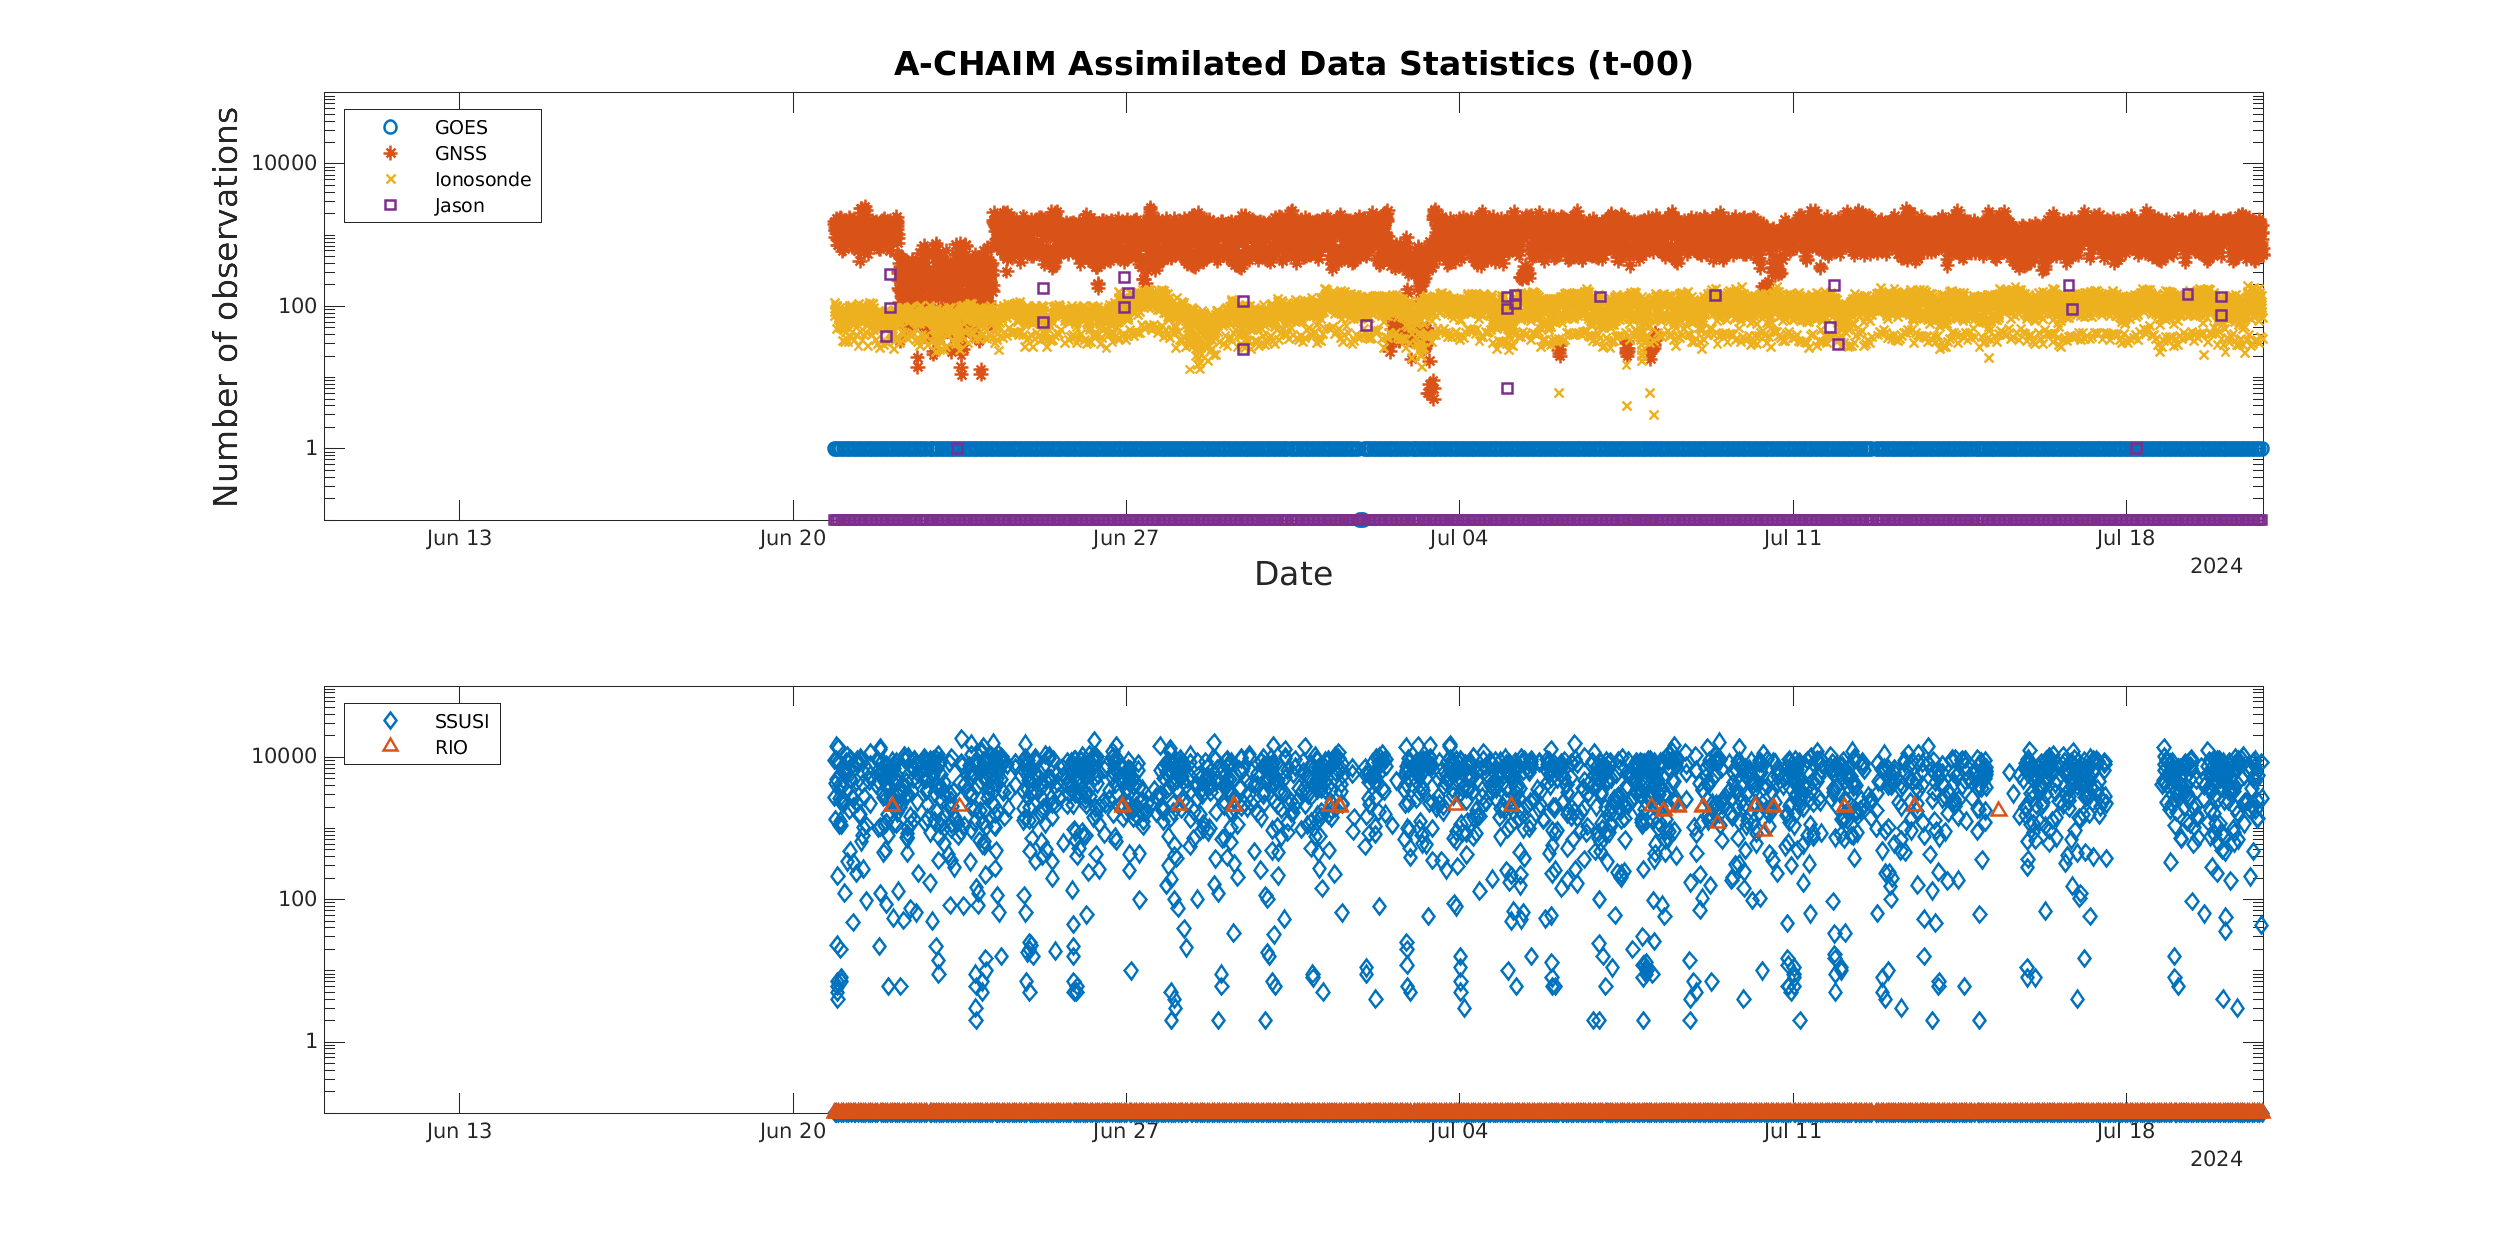 A-CHAIM Assimilated Data Statistics (t-00)
Number of observations
10000
100
1
GOES
GNSS
Ionosonde
Jason
Jun 13
Jun 20
Jun 27
Jul 04
Jul 11
Jul 18
2024
Date
10000
100
1
SSUSI
RIO
Jun 13
Jun 20
Jun 27
Jul 04
Jul 11
Jul 18
2024